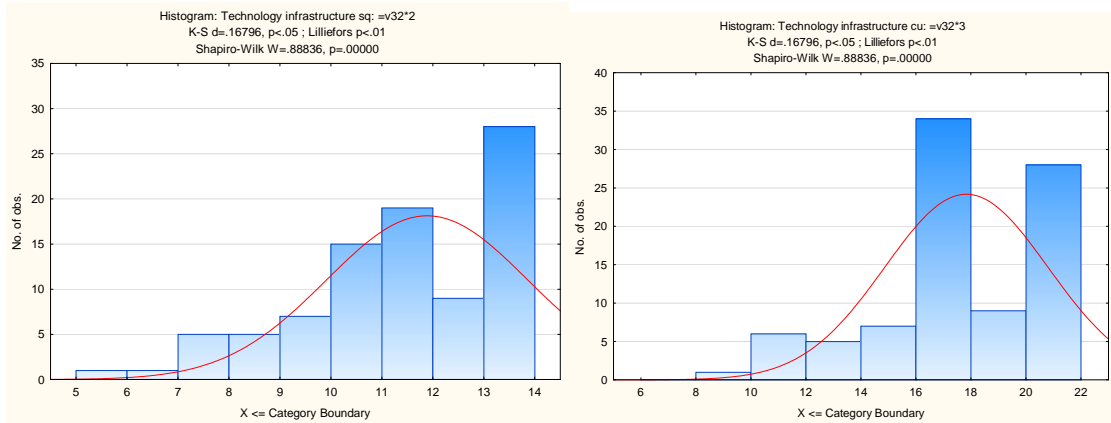 Histogram: Technology infrastructure sq: =v32*2
K-S d=.16796, p<.05 ; Lilliefors p<.01
Shapiro-Wilk W=.88836, p=.00000
35
30
25
20
15
10
5
0
No. of obs.
5 6 7 8 9 10 11 12 13 14
X <= Category Boundary
Histogram: Technology infrastructure cu: =v32*3
K-S d=.16796, p<.05 ; Lilliefors p<.01
Shapiro-Wilk W=.88836, p=.00000
40
35
30
25
20
15
10
5
0
No. of obs.
6 8 10 12 14 16 18 20 22
X <= Category Boundary